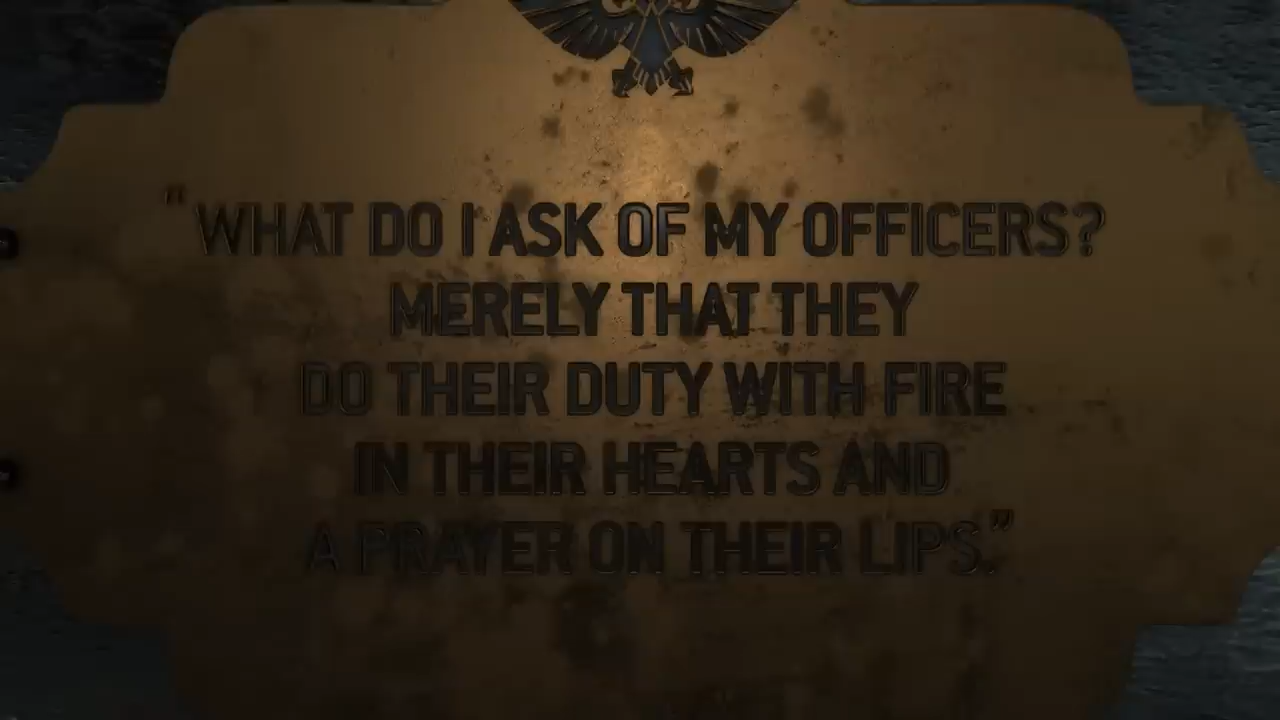 "WHAT DO I ASK OF MY OFFICERS?
MERELY THAT THEY
DO THEIR DUTY WITH FIRE
IN THEIR HEARTS AND
A PRAYER ON THEIR LIPS."